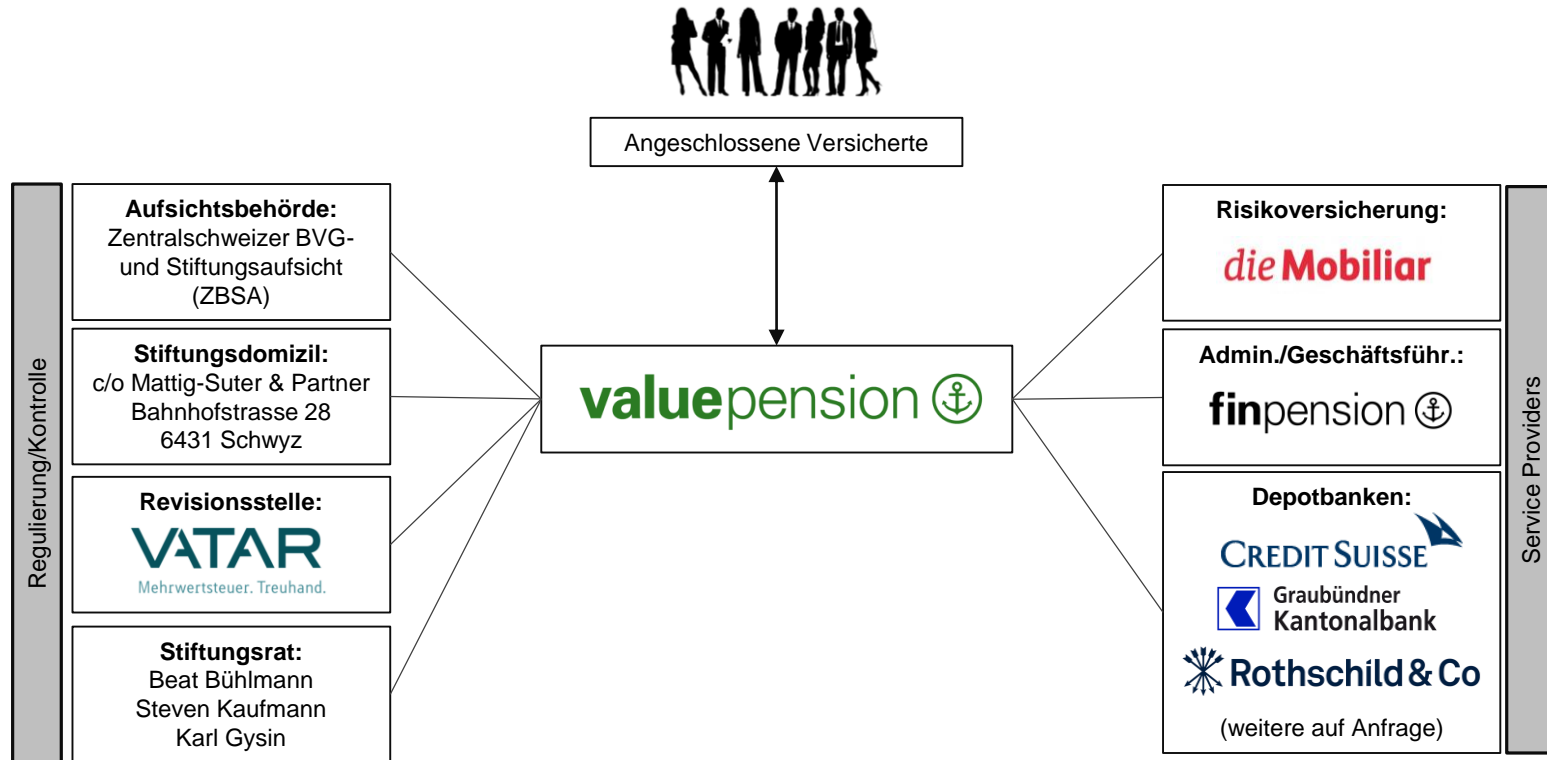 Angeschlossene Versicherte
Regulierung/Kontrolle
Aufsichtsbehörde:
Zentralschweizer BVG-
und Stiftungsaufsicht
(ZBSA)
Stiftungsdomizil:
c/o Mattig-Suter & Partner
Bahnhofstrasse 28
6431 Schwyz
Revisionsstelle:
VATAR
Mehrwertsteuer. Treuhand.
Stiftungsrat:
Beat Bühlmann
Steven Kaufmann
Karl Gysin
valuepension
Risikoversicherung:
die Mobiliar
Admin./Geschäftsführ.:
finpension
Depotbanken:
CREDIT SUISSE
Graubündner
Kantonalbank
Rothschild & Co
(weitere auf Anfrage)
Service Providers